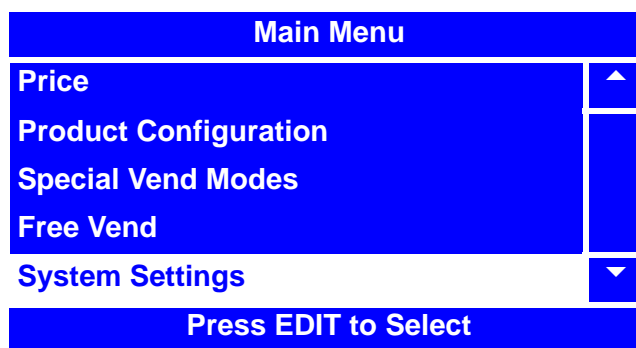 Main Menu
Price
Product Configuration
Special Vend Modes
Free Vend
System Settings
Press EDIT to Select